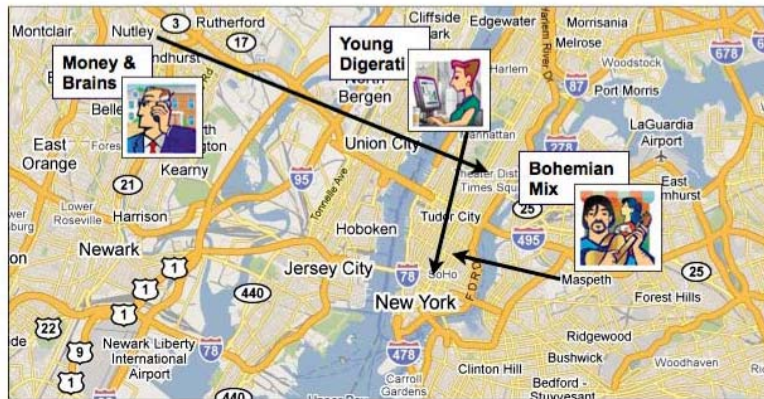 3
Rutherford
Cliffside
Edgewater
Morrisania
Montclair
Nutley
17
Young
Digerati
Melrose
678
Money &
Brains
Harlem
Woodstock
87
Port Morris
Bergen
East
Orange
Kearny
Union City
Manhattan
LaGuardia
Airport
278
21
95
Tonnelle Ave
Times Squ
Bohemian
Mix
Lower
Roseville
Harrison
Hoboken
Tudor City
25
East
Newark
495
1
Jersey City
78
SoHo
FDR D
Maspeth
25
1
440
New York
Forest Hills
1
22
Ridgewood
9
Newark Liberty
International
Airport
78
478
Bushwick
Woodhaven
1
Carroll
Gardens
Clinton Hill
Bedford -
Stuyvesant
440